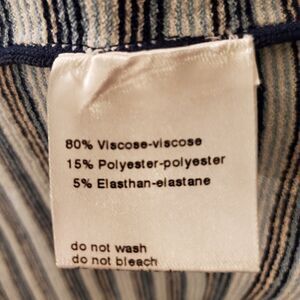 80% Viscose-viscose
15% Polyester-polyester
5% Elasthan-elastane
do not wash
do not bleach